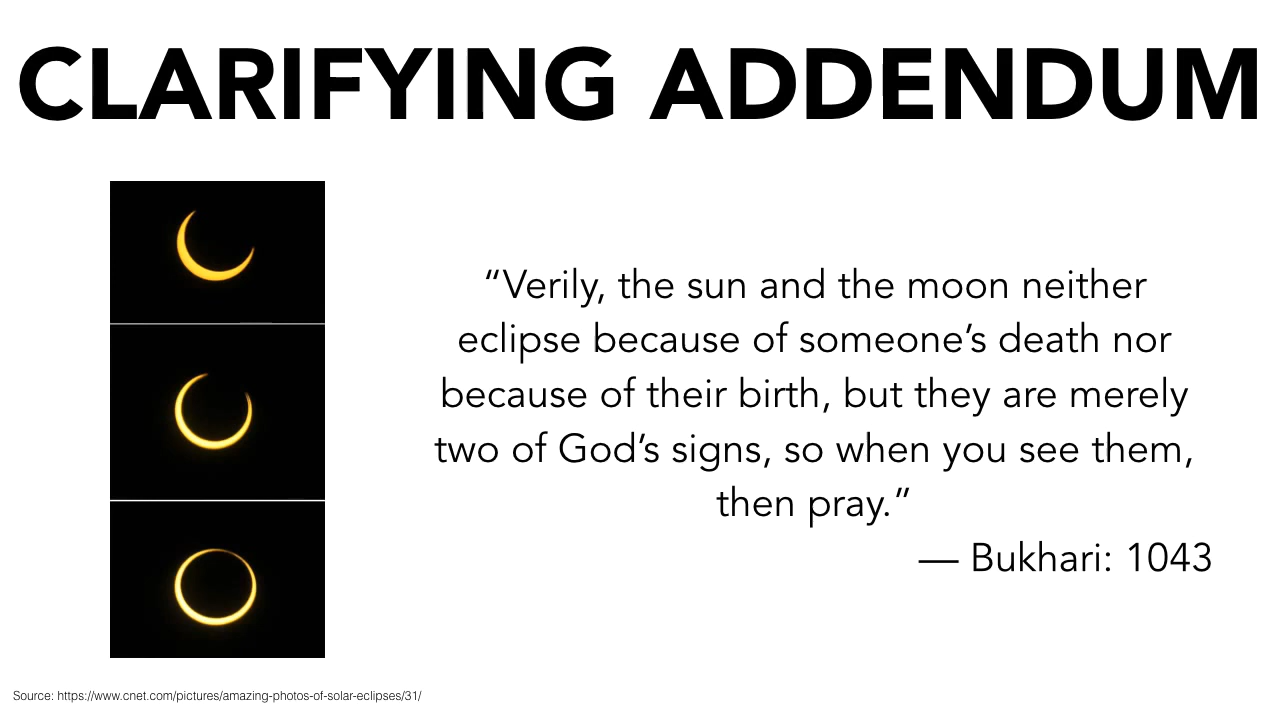 CLARIFYING ADDENDUM
“Verily, the sun and the moon neither
eclipse because of someone’s death nor
because of their birth, but they are merely
two of God’s signs, so when you see them,
then pray.”
— Bukhari: 1043
Source: https://www.cnet.com/pictures/amazing-photos-of-solar-eclipses/31/